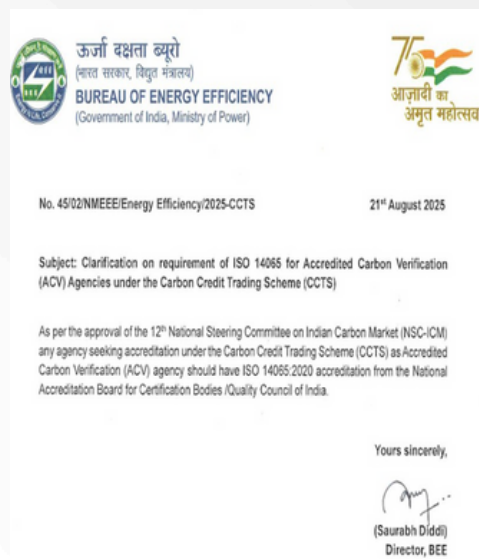 ऊर्जा दक्षता ब्यूरो
(भारत सरकार, विद्युत मंत्रालय)
BUREAU OF ENERGY EFFICIENCY
(Government of India, Ministry of Power)
75
आज़ादी का
अमृत महोत्सव
No. 45/02/NMEEE/Energy Efficiency/2025-CCTS
21st August 2025
Subject: Clarification on requirement of ISO 14065 for Accredited Carbon Verification
(ACV) Agencies under the Carbon Credit Trading Scheme (CCTS)
As per the approval of the 12th National Steering Committee on Indian Carbon Market (NSC-ICM)
any agency seeking accreditation under the Carbon Credit Trading Scheme (CCTS) as Accredited
Carbon Verification (ACV) agency should have ISO 14065:2020 accreditation from the National
Accreditation Board for Certification Bodies /Quality Council of India.
Yours sincerely,
(Saurabh Diddi)
Director, BEE